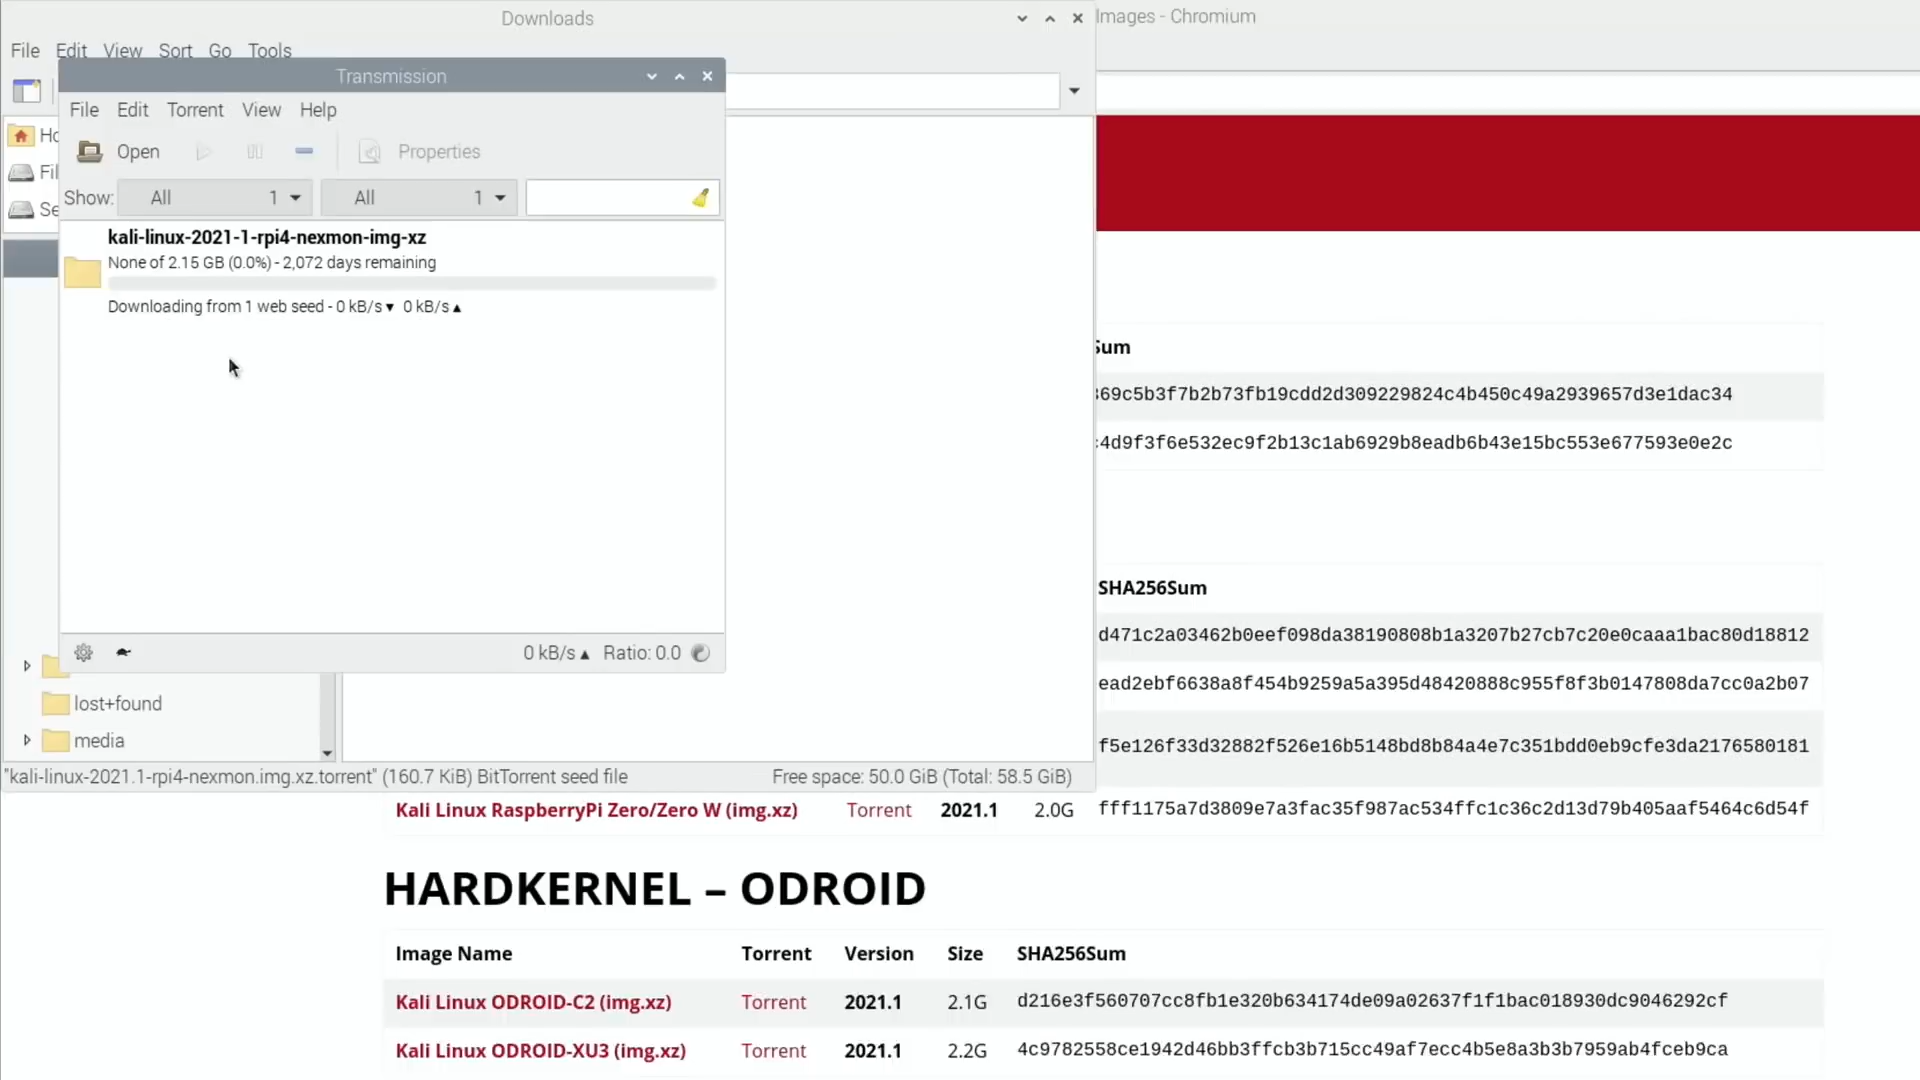 Downloads
Images - Chromium
File Edit View Sort Go Tools
Transmission
File Edit Torrent View Help
Open Properties
Show: All 1 All 1
kali-linux-2021-1-rpi4-nexmon-img-xz
None of 2.15 GB (0.0%) - 2,072 days remaining
Downloading from 1 web seed - 0 kB/s ▾ 0 kB/s ▴
Sum
369c5b3f7b2b73fb19cdd2d309229824c4b450c49a2939657d3e1dac34
c4d9f3f6e532ec9f2b13c1ab6929b8eadb6b43e15bc553e677593e0e2c
SHA256Sum
d471c2a03462b0eef098da38190808b1a3207b27cb7c20e0caaa1bac80d18812
0 kB/s ▴ Ratio: 0.0
ead2ebf6638a8f454b9259a5a395d48420888c955f8f3b0147808da7cc0a2b07
lost+found
media
f5e126f33d32882f526e16b5148bd8b84a4e7c351bdd0eb9cfe3da2176580181
"kali-linux-2021.1-rpi4-nexmon.img.xz.torrent" (160.7 KiB) BitTorrent seed file Free space: 50.0 GiB (Total: 58.5 GiB)
Kali Linux RaspberryPi Zero/Zero W (img.xz) Torrent 2021.1 2.0G fff1175a7d3809e7a3fac35f987ac534ffc1c36c2d13d79b405aaf5464c6d54f
HARDKERNEL – ODROID
Image Name Torrent Version Size SHA256Sum
Kali Linux ODROID-C2 (img.xz) Torrent 2021.1 2.1G d216e3f560707cc8fb1e320b634174de09a02637f1f1bac018930dc9046292cf
Kali Linux ODROID-XU3 (img.xz) Torrent 2021.1 2.2G 4c9782558ce1942d46bb3ffcb3b715cc49af7ecc4b5e8a3b3b7959ab4fceb9ca